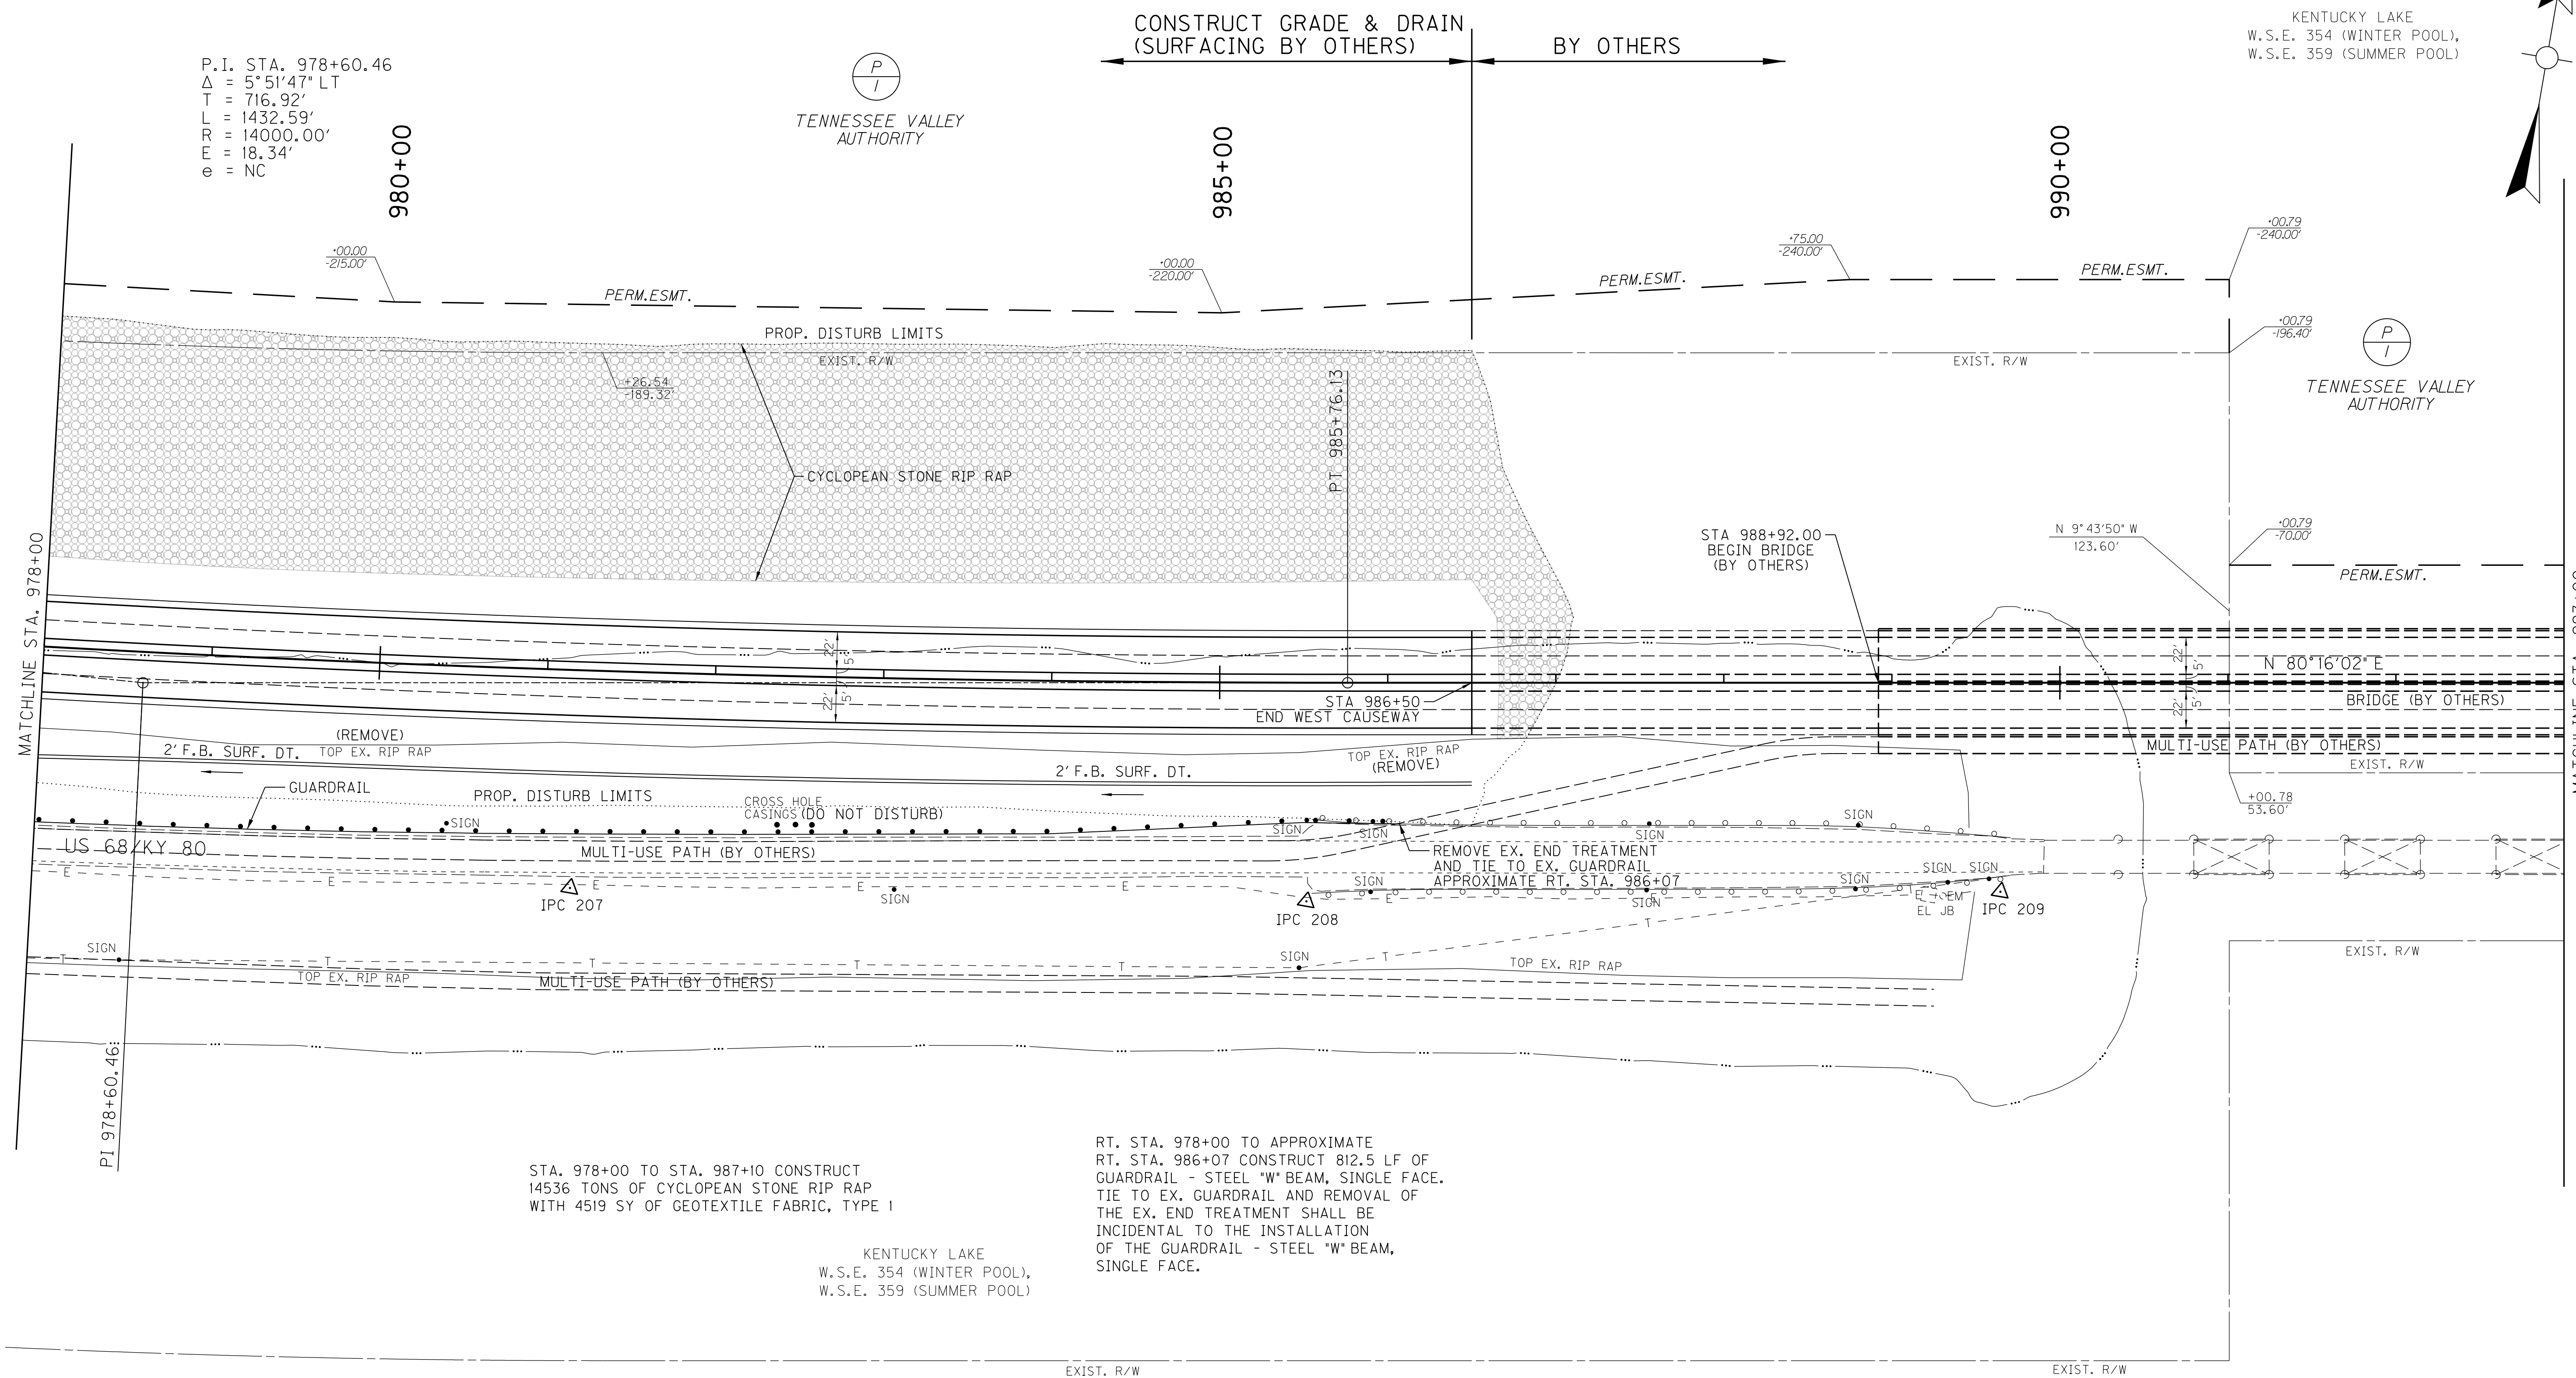 CONSTRUCT GRADE & DRAIN
(SURFACING BY OTHERS)
BY OTHERS
KENTUCKY LAKE
W.S.E. 354 (WINTER POOL),
W.S.E. 359 (SUMMER POOL)
P.I. STA. 978+60.46
Δ = 5°51'47" LT
T = 716.92'
L = 1432.59'
R = 14000.00'
E = 18.34'
e = NC
P
1
TENNESSEE VALLEY
AUTHORITY
980+00
985+00
990+00
+00.00
-215.00'
+00.00
-220.00'
+75.00
-240.00'
+00.79
-240.00'
PERM.ESMT.
PERM.ESMT.
PERM.ESMT.
PROP. DISTURB LIMITS
EXIST. R/W
EXIST. R/W
+00.79
-196.40'
P
1
TENNESSEE VALLEY
AUTHORITY
+26.54
-189.32'
PT 985+76.13
CYCLOPEAN STONE RIP RAP
STA 988+92.00
BEGIN BRIDGE
(BY OTHERS)
N 9°43'50" W
123.60'
+00.79
-70.00'
PERM.ESMT.
MATCHLINE STA. 978+00
22'
5'
5'
22'
22'
5'
5'
22'
N 80°16'02" E
BRIDGE (BY OTHERS)
STA 986+50
END WEST CAUSEWAY
(REMOVE)
2' F.B. SURF. DT.
TOP EX. RIP RAP
TOP EX. RIP RAP
(REMOVE)
2' F.B. SURF. DT.
MULTI-USE PATH (BY OTHERS)
EXIST. R/W
GUARDRAIL
PROP. DISTURB LIMITS
CROSS HOLE
CASINGS (DO NOT DISTURB)
+00.78
53.60'
SIGN
SIGN
SIGN
SIGN
SIGN
US 68/KY 80
MULTI-USE PATH (BY OTHERS)
REMOVE EX. END TREATMENT
AND TIE TO EX. GUARDRAIL
APPROXIMATE RT. STA. 986+07
E
E
E
E
E
E
E
SIGN
SIGN
SIGN
SIGN
SIGN
SIGN
IPC 207
IPC 208
IPC 209
EL JB
SIGN
T
T
T
T
T
T
T
SIGN
TOP EX. RIP RAP
TOP EX. RIP RAP
MULTI-USE PATH (BY OTHERS)
EXIST. R/W
PI 978+60.46
STA. 978+00 TO STA. 987+10 CONSTRUCT
14536 TONS OF CYCLOPEAN STONE RIP RAP
WITH 4519 SY OF GEOTEXTILE FABRIC, TYPE 1
RT. STA. 978+00 TO APPROXIMATE
RT. STA. 986+07 CONSTRUCT 812.5 LF OF
GUARDRAIL - STEEL "W" BEAM, SINGLE FACE.
TIE TO EX. GUARDRAIL AND REMOVAL OF
THE EX. END TREATMENT SHALL BE
INCIDENTAL TO THE INSTALLATION
OF THE GUARDRAIL - STEEL "W" BEAM,
SINGLE FACE.
KENTUCKY LAKE
W.S.E. 354 (WINTER POOL),
W.S.E. 359 (SUMMER POOL)
EXIST. R/W
EXIST. R/W